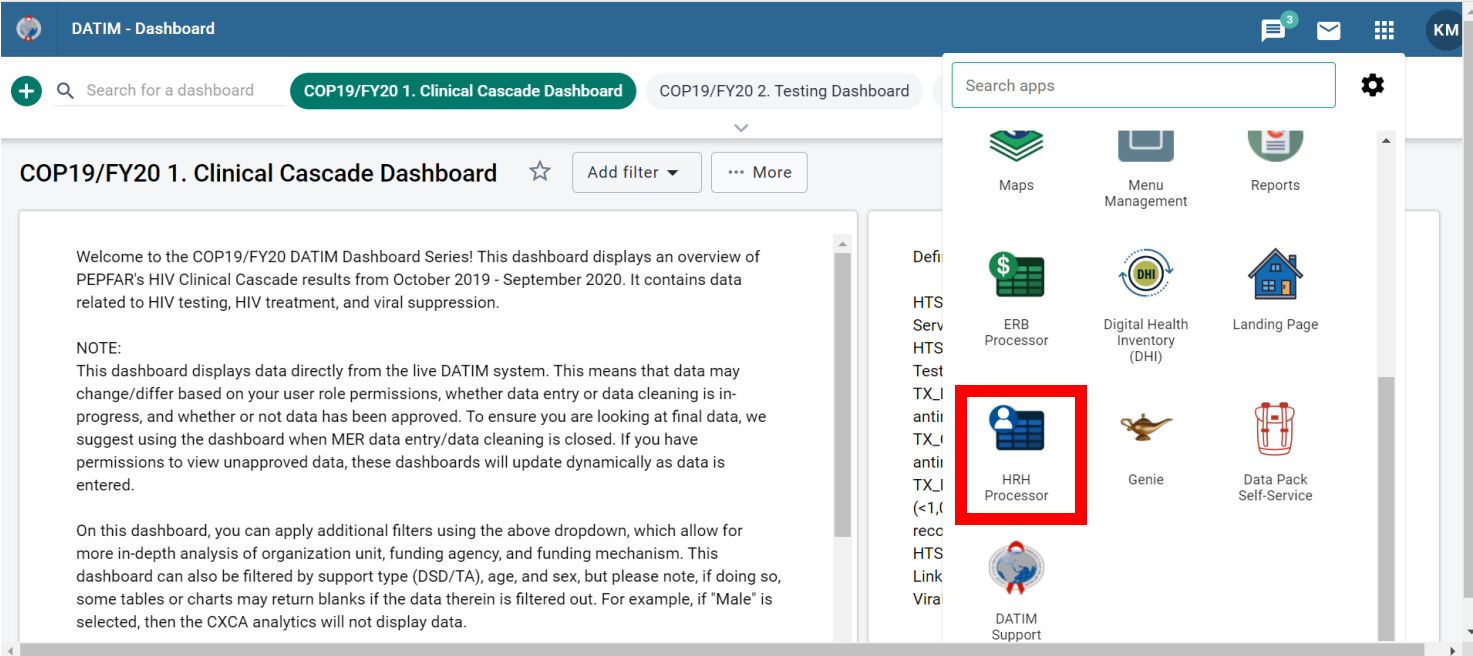 DATIM - Dashboard
3
KM
Search for a dashboard
COP19/FY20 1. Clinical Cascade Dashboard
COP19/FY20 2. Testing Dashboard
Search apps
COP19/FY20 1. Clinical Cascade Dashboard
Add filter
More
Welcome to the COP19/FY20 DATIM Dashboard Series! This dashboard displays an overview of
PEPFAR's HIV Clinical Cascade results from October 2019 - September 2020. It contains data
related to HIV testing, HIV treatment, and viral suppression.
NOTE:
This dashboard displays data directly from the live DATIM system. This means that data may
change/differ based on your user role permissions, whether data entry or data cleaning is in-
progress, and whether or not data has been approved. To ensure you are looking at final data, we
suggest using the dashboard when MER data entry/data cleaning is closed. If you have
permissions to view unapproved data, these dashboards will update dynamically as data is
entered.
On this dashboard, you can apply additional filters using the above dropdown, which allow for
more in-depth analysis of organization unit, funding agency, and funding mechanism. This
dashboard can also be filtered by support type (DSD/TA), age, and sex, but please note, if doing so,
some tables or charts may return blanks if the data therein is filtered out. For example, if "Male" is
selected, then the CXCA analytics will not display data.
HTS
HTS
Test
(<1,0
HTS
Link
Maps
Menu
Management
Reports
$
ERB
Processor
DHI
Digital Health
Inventory
(DHI)
Landing Page
HRH
Processor
Genie
Data Pack
Self-Service
DATIM
Support